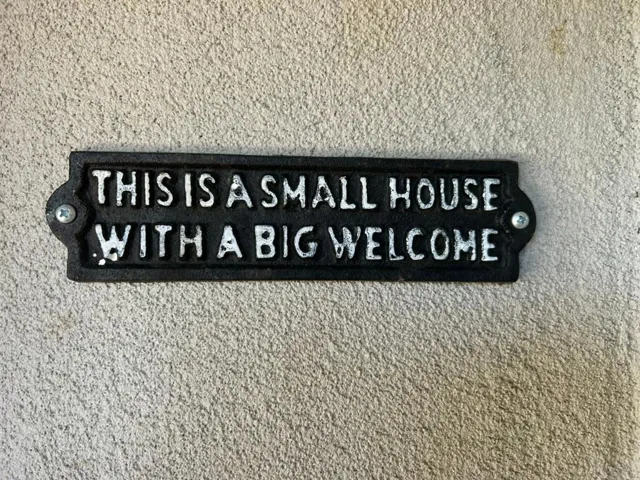 THIS IS A SMALL HOUSE
WITH A BIG WELCOME